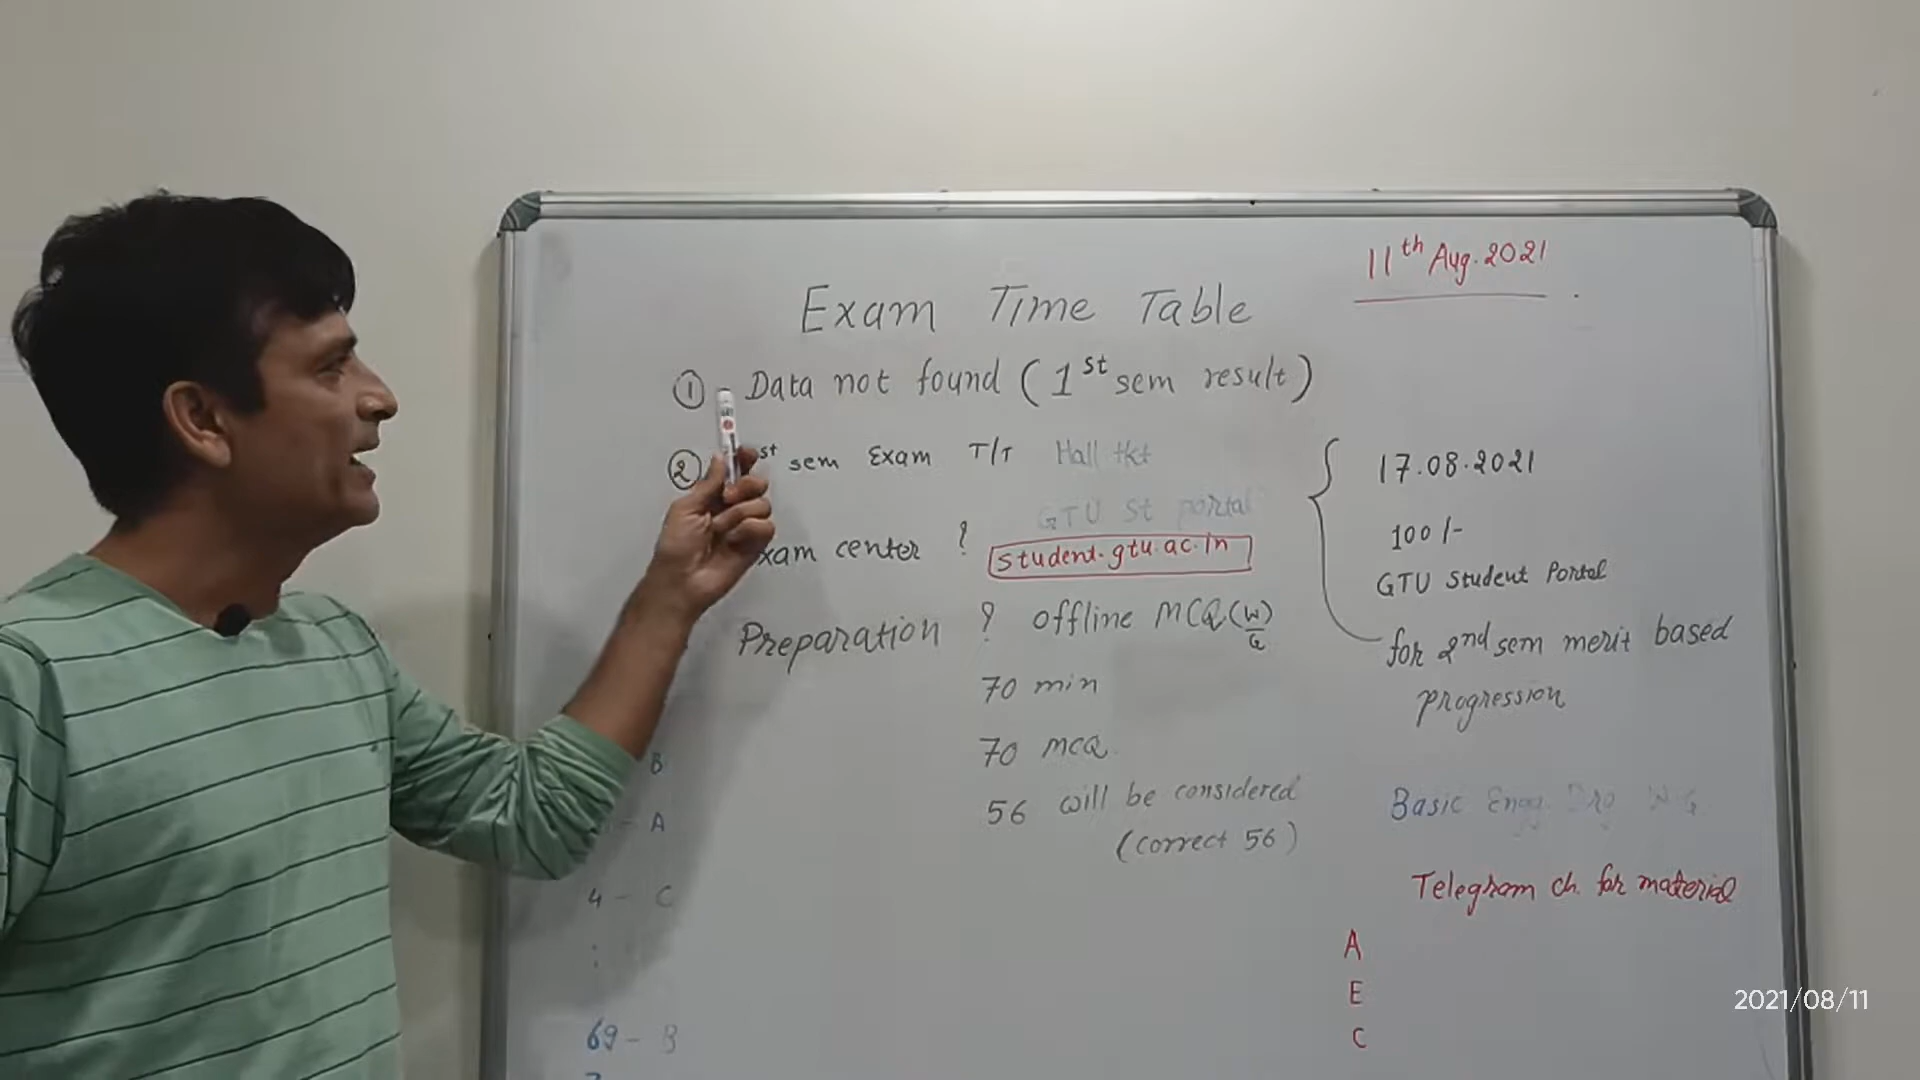 11th Aug. 2021
Exam Time Table
① Data not found (1st sem result)
② st sem Exam T/T Hall tkt
GTU St portal
xam center ?
student.gtu.ac.in
Preparation ? offline MCQ (W/G)
70 min
70 MCQ.
56 will be considered
(correct 56)
17.08.2021
100/-
GTU Student Portal
for 2nd sem merit based
progression
Basic Engg. Drg
Telegram ch. for material
A
E
C
B
- A
4 - C
:
69 - B
2021/08/11